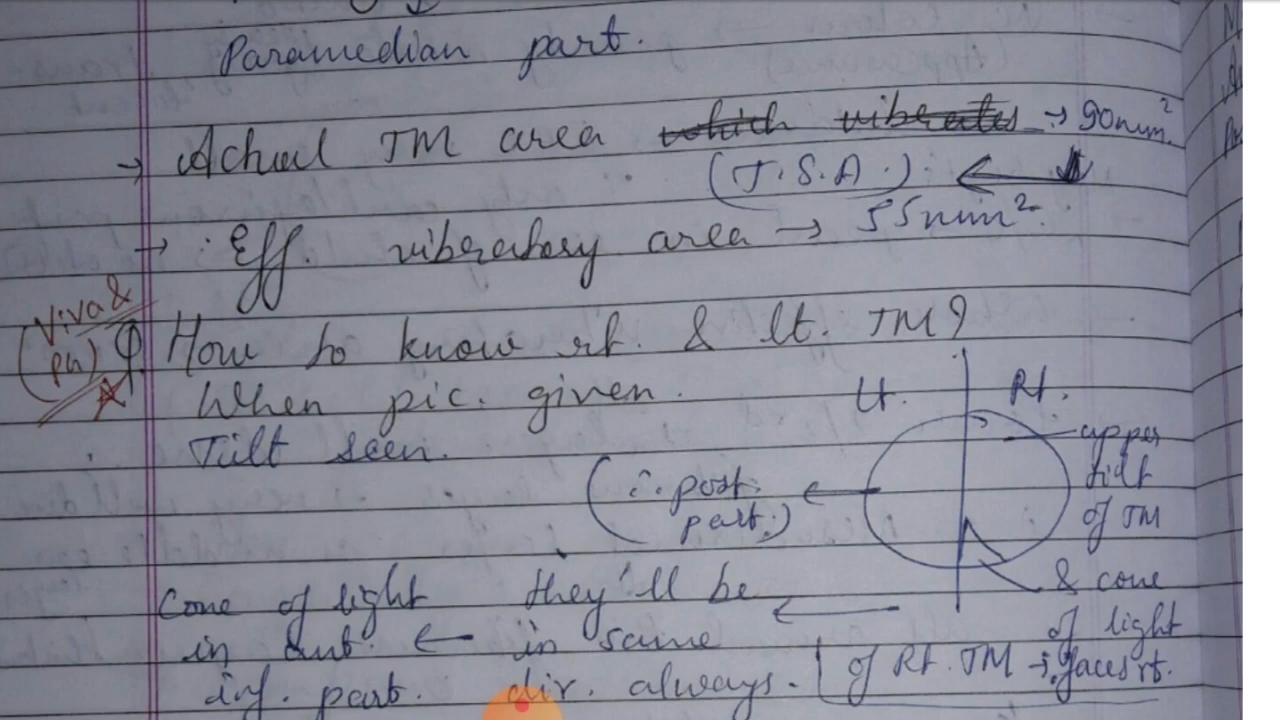 Paramedian part.
→ Actual TM area which vibrates → 90mm².
(T.S.A.)
→ Eff. vibratory area → 55mm².
(Viva & pn)
Q. How to know rt. & lt. TM?
When pic. given.
Tilt seen.
Lt. Rt.
upper
tilt
of TM
(∴ post.
part.)
& cone
of light
of Rt. TM → faces rt.
they'll be
in same
dir. always.
Cone of light
in ant.
inf. part.